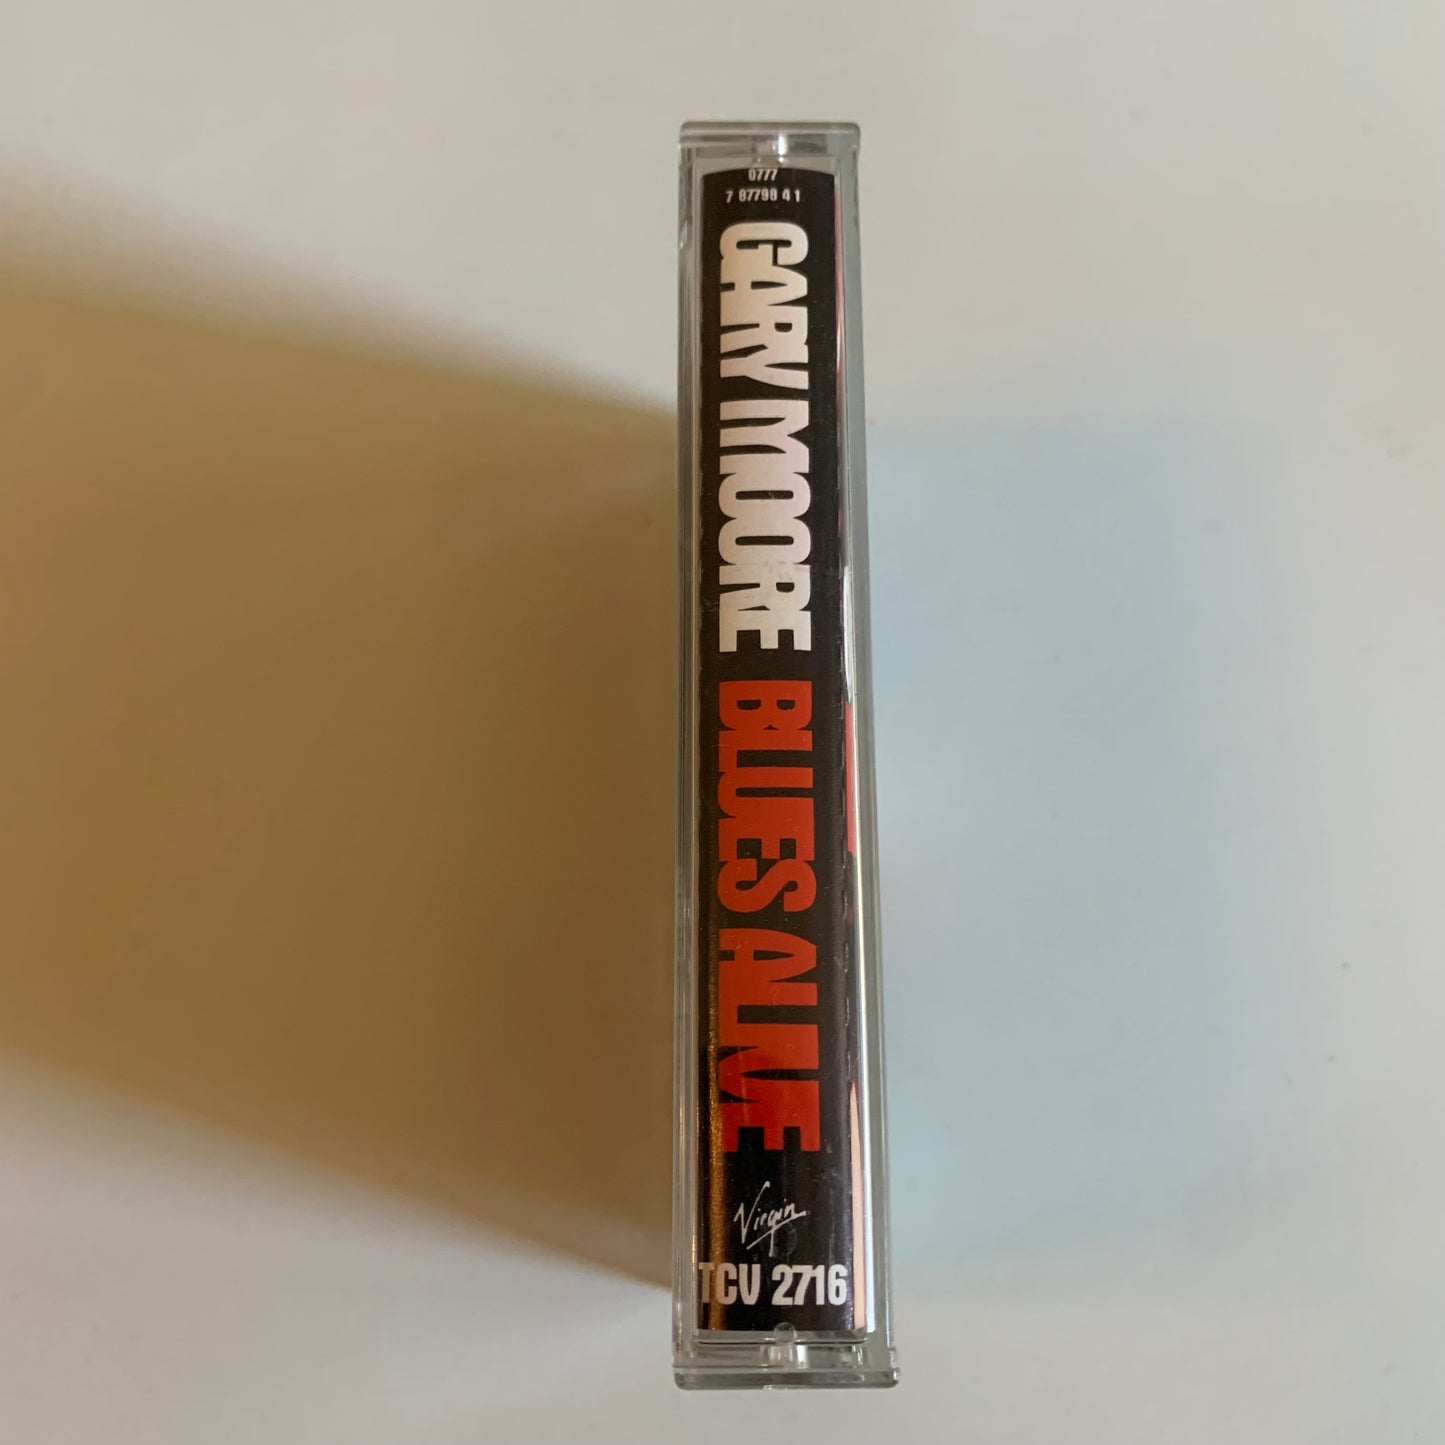 0777
7 87798 4 1
GARY MOORE BLUES ALIVE
Virgin
TCV 2716